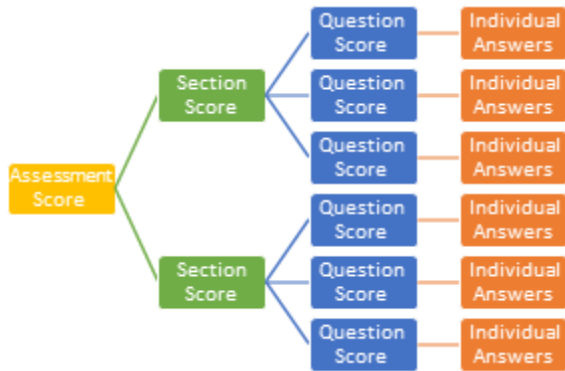 Assessment
Score
Section
Score
Question
Score
Individual
Answers
Question
Score
Individual
Answers
Question
Score
Individual
Answers
Section
Score
Question
Score
Individual
Answers
Question
Score
Individual
Answers
Question
Score
Individual
Answers